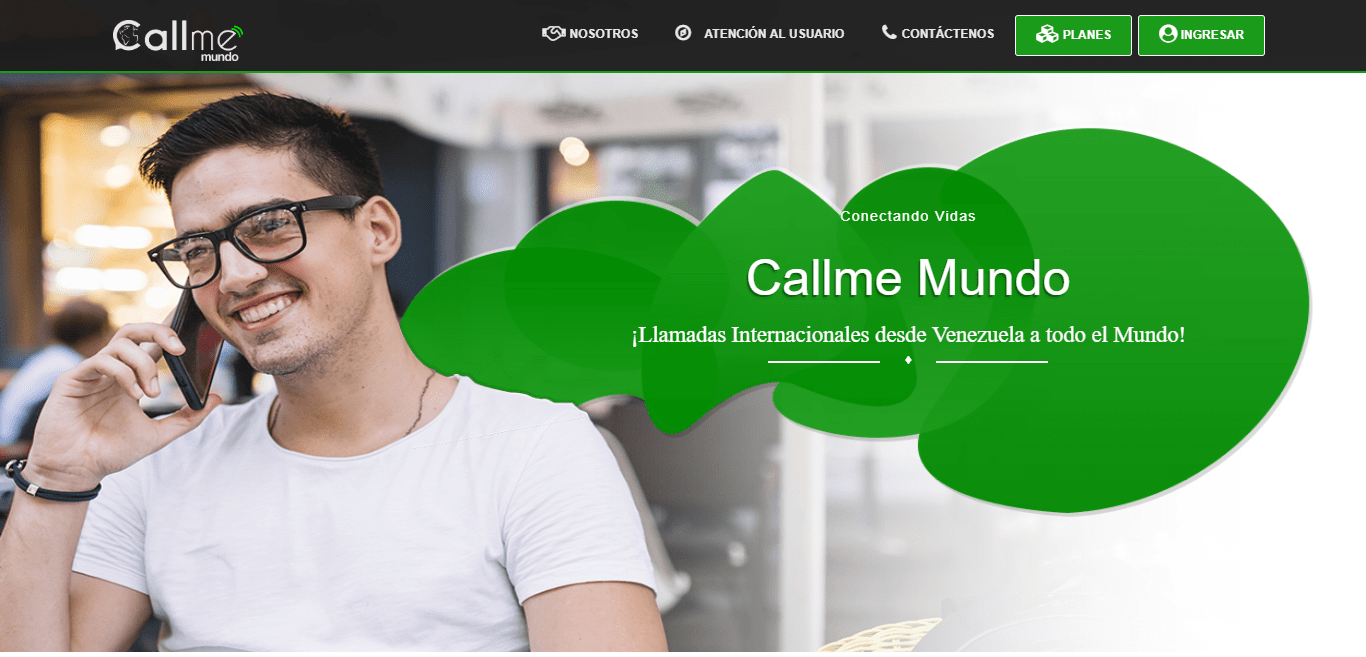 Callme
mundo
NOSOTROS
ATENCIÓN AL USUARIO
CONTÁCTENOS
PLANES
INGRESAR
Conectando Vidas
Callme Mundo
¡Llamadas Internacionales desde Venezuela a todo el Mundo!